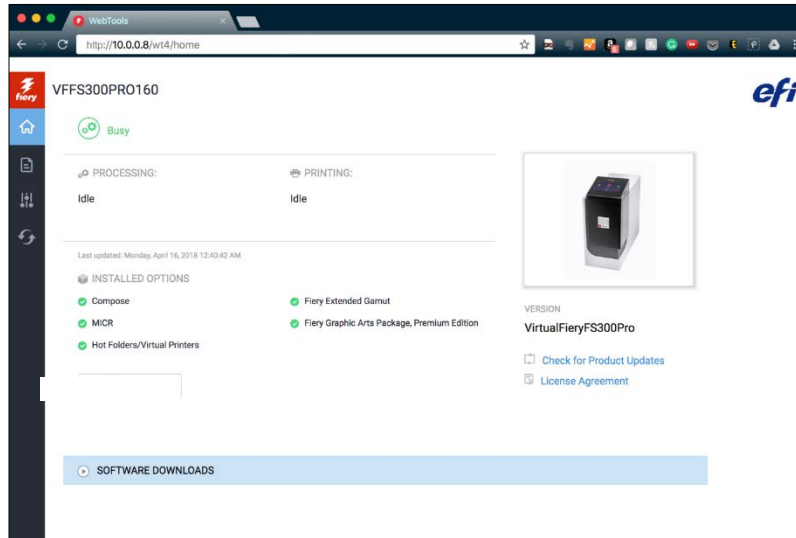 WebTools
http://10.0.0.8/wt4/home
fiery
VFFS300PRO160
efi
Busy
PROCESSING:
PRINTING:
Idle
Idle
Last updated: Monday, April 16, 2018 12:40:42 AM
INSTALLED OPTIONS
Compose
Fiery Extended Gamut
MICR
Fiery Graphic Arts Package, Premium Edition
Hot Folders/Virtual Printers
VERSION
VirtualFieryFS300Pro
Check for Product Updates
License Agreement
SOFTWARE DOWNLOADS